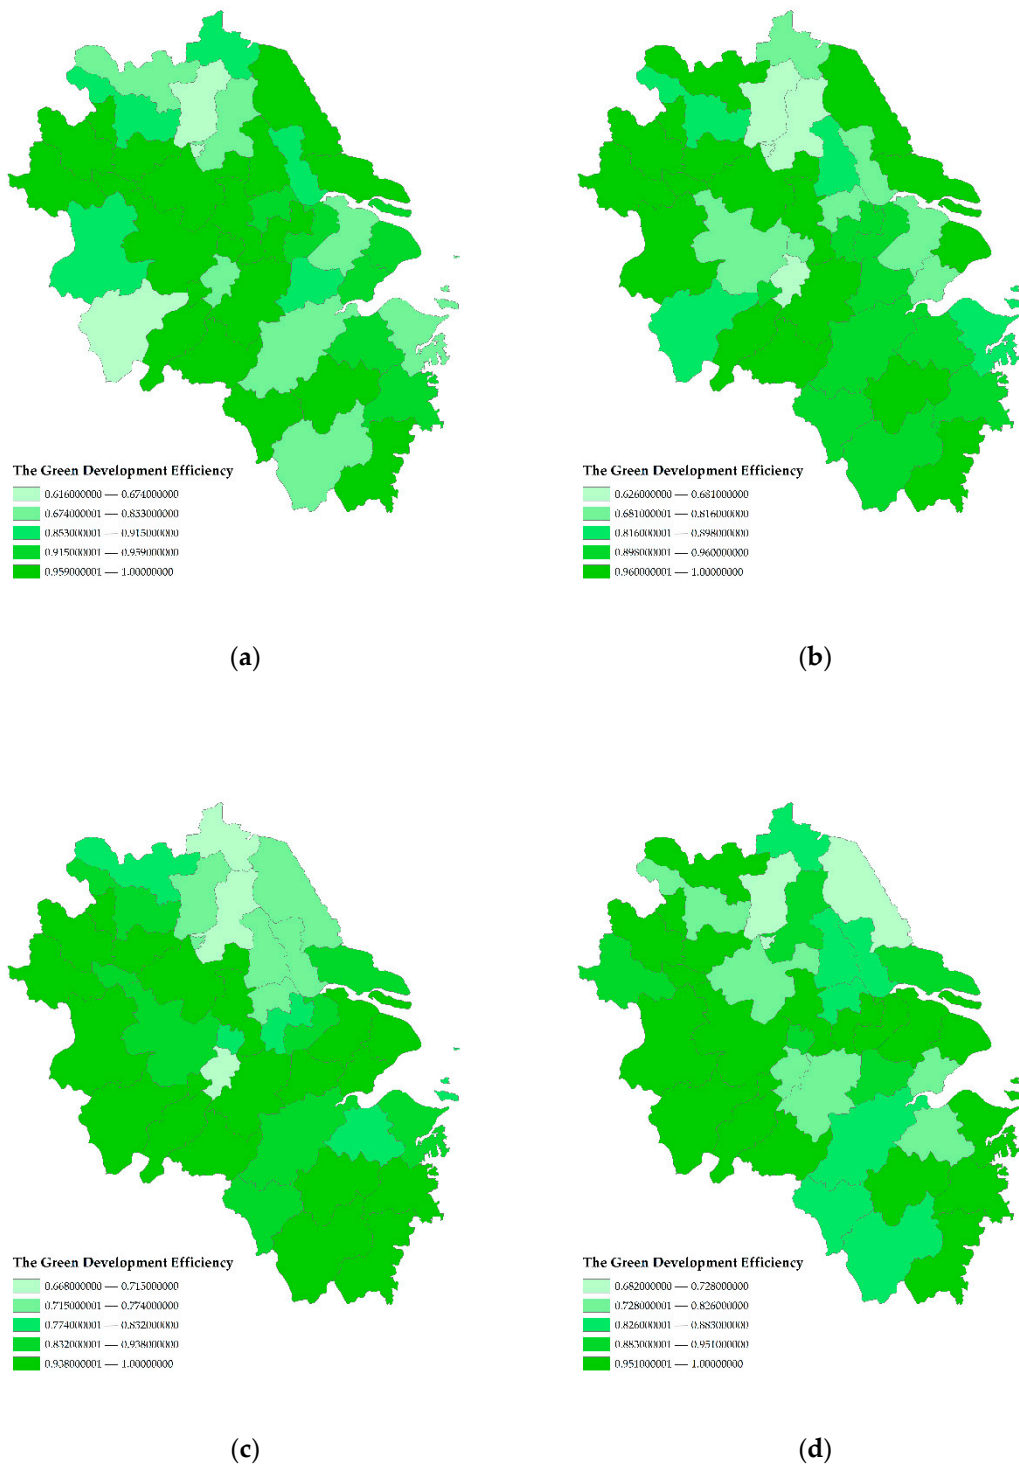 The Green Development Efficiency
0.616000000 — 0.674000000
0.674000001 — 0.833000000
0.853000001 — 0.915000000
0.915000001 — 0.959000000
0.959000001 — 1.00000000
(a)
The Green Development Efficiency
0.626000000 — 0.681000000
0.681000001 — 0.816000000
0.816000001 — 0.898000000
0.898000001 — 0.960000000
0.960000001 — 1.00000000
(b)
The Green Development Efficiency
0.668000000 — 0.715000000
0.715000001 — 0.774000000
0.774000001 — 0.832000000
0.832000001 — 0.938000000
0.938000001 — 1.00000000
(c)
The Green Development Efficiency
0.682000000 — 0.728000000
0.728000001 — 0.826000000
0.826000001 — 0.883000000
0.883000001 — 0.951000000
0.951000001 — 1.00000000
(d)